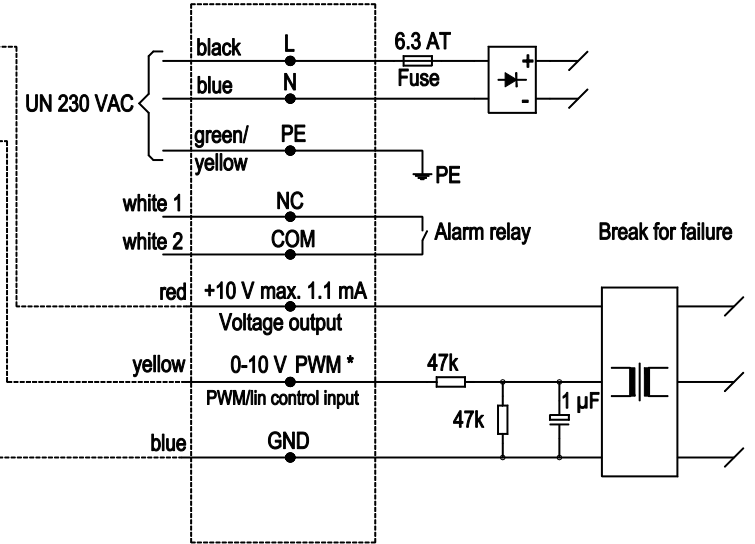 black L 6.3 AT
UN 230 VAC blue N Fuse + -
green/ PE
yellow PE
white 1 NC
white 2 COM Alarm relay Break for failure
red +10 V max. 1.1 mA
Voltage output
yellow 0-10 V PWM * 47k
PWM/lin control input 47k 1 µF
blue GND